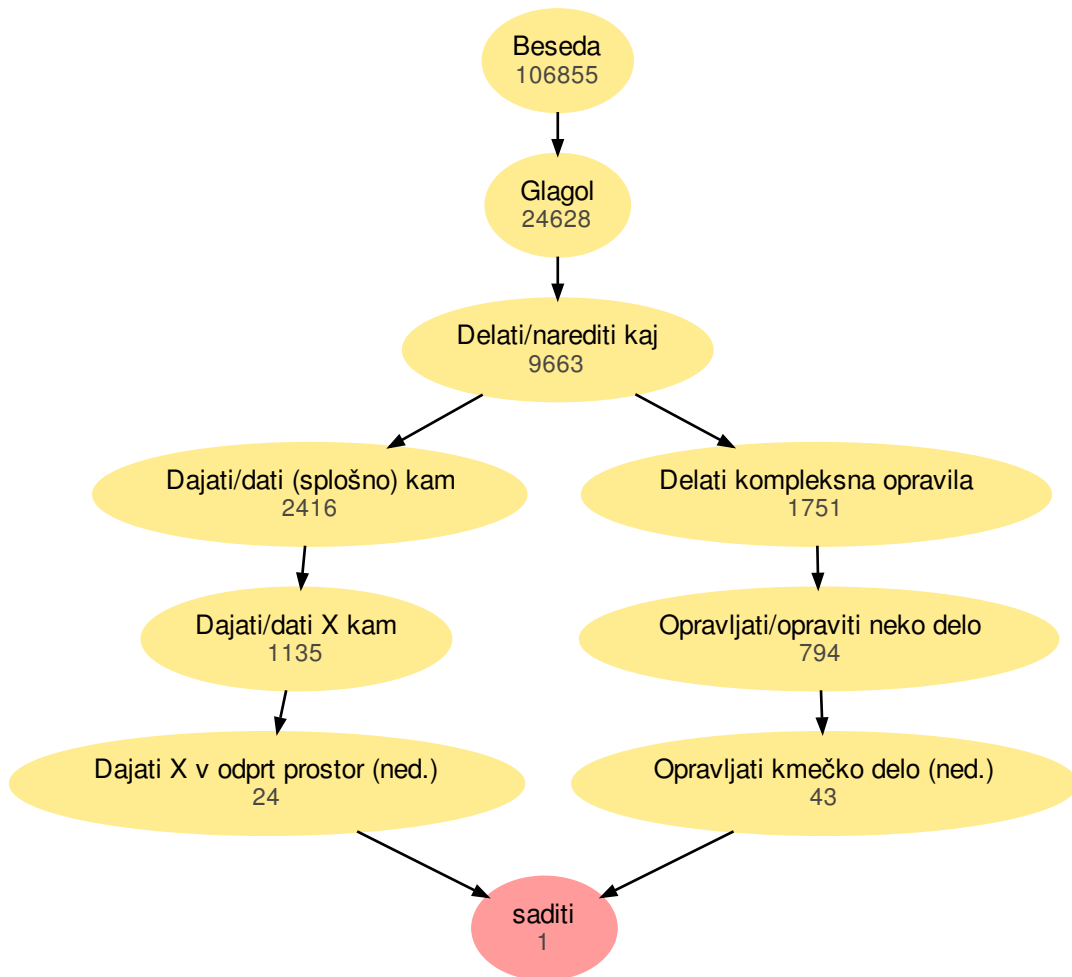 Beseda
106855
Glagol
24628
Delati/narediti kaj
9663
Dajati/dati (splošno) kam
2416
Delati kompleksna opravila
1751
Dajati/dati X kam
1135
Opravljati/opraviti neko delo
794
Dajati X v odprt prostor (ned.)
24
Opravljati kmečko delo (ned.)
43
saditi
1